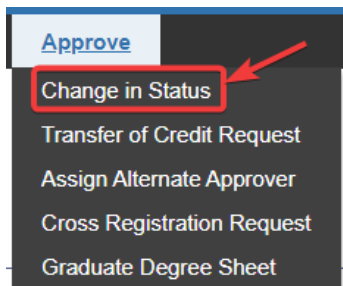 Approve
Change in Status
Transfer of Credit Request
Assign Alternate Approver
Cross Registration Request
Graduate Degree Sheet